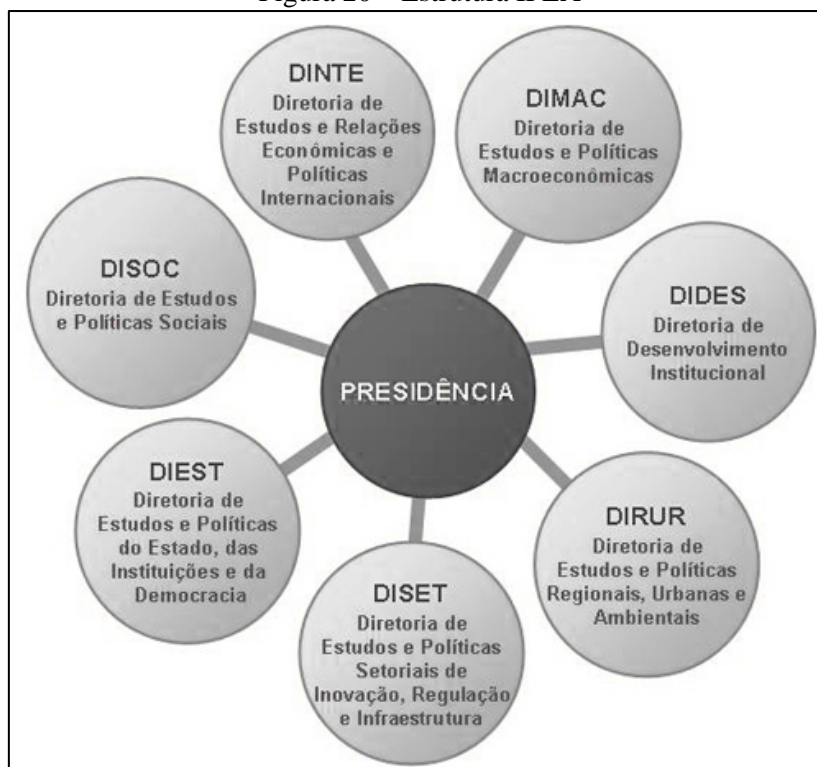 DINTE
Diretoria de
Estudos e Relações
Econômicas e
Políticas
Internacionais
DIMAC
Diretoria de
Estudos e Políticas
Macroeconômicas
DISOC
Diretoria de Estudos
e Políticas Sociais
DIDES
Diretoria de
Desenvolvimento
Institucional
PRESIDÊNCIA
DIEST
Diretoria de
Estudos e Políticas
do Estado, das
Instituições e da
Democracia
DIRUR
Diretoria de
Estudos e Políticas
Regionais, Urbanas e
Ambientais
DISET
Diretoria de
Estudos e Políticas
Setoriais de
Inovação, Regulação
e Infraestrutura